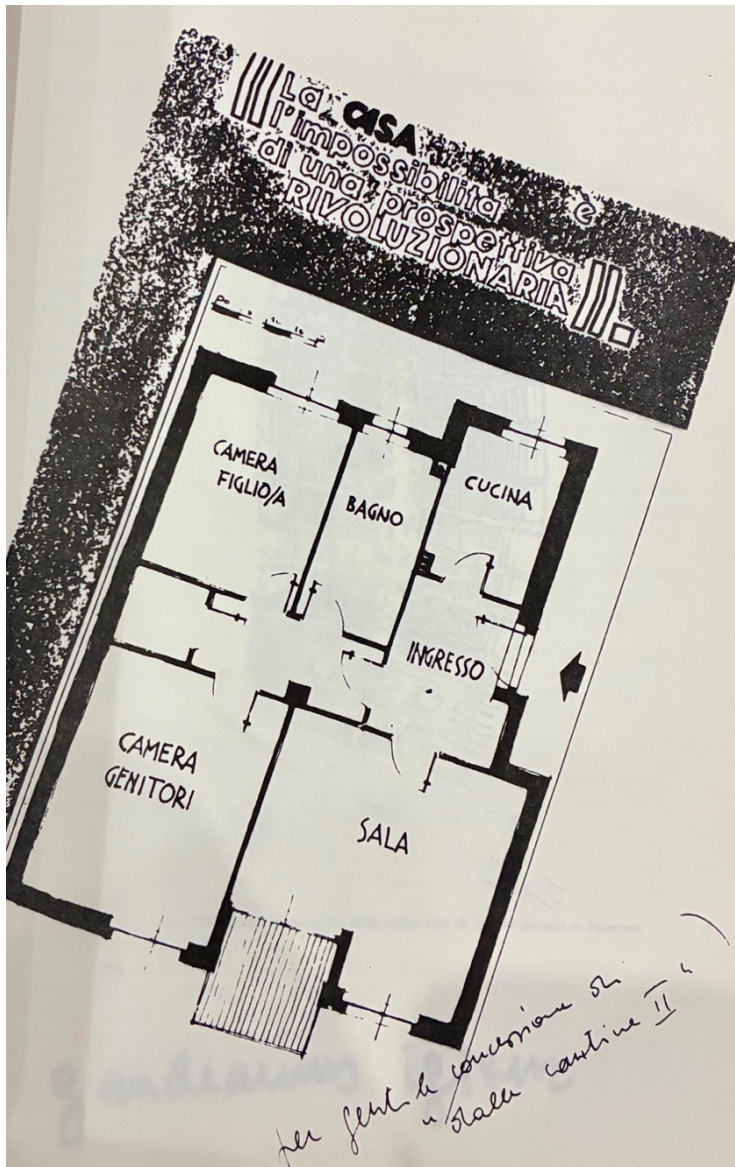 La CASA è
l'impossibilità
di una prospettiva
RIVOLUZIONARIA
CAMERA
FIGLIO/A
BAGNO
CUCINA
INGRESSO
CAMERA
GENITORI
SALA
per gentile concessione di
"dalle cantine II"